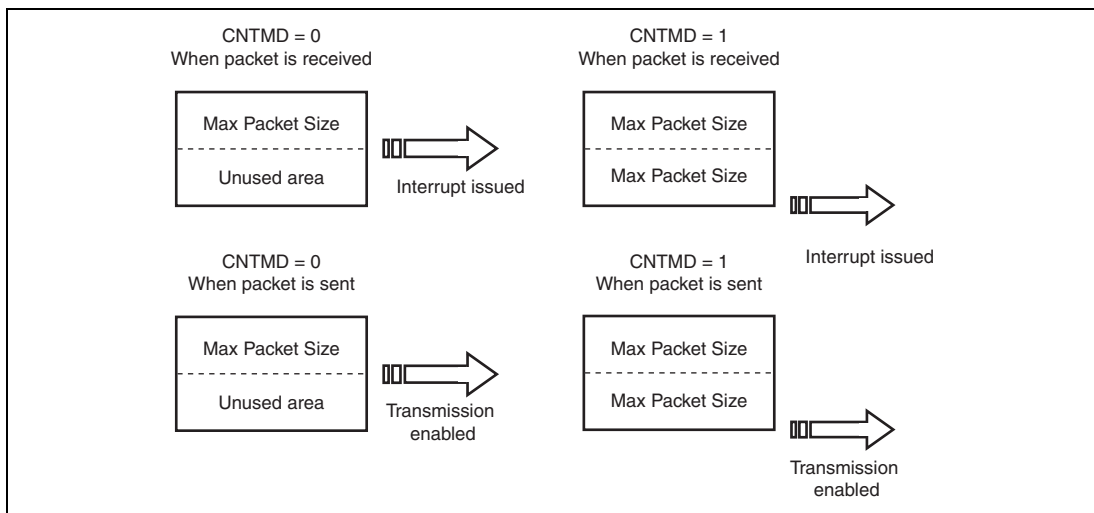 CNTMD = 0
When packet is received
Max Packet Size
Unused area
Interrupt issued
CNTMD = 1
When packet is received
Max Packet Size
Max Packet Size
Interrupt issued
CNTMD = 0
When packet is sent
Max Packet Size
Unused area
Transmission
enabled
CNTMD = 1
When packet is sent
Max Packet Size
Max Packet Size
Transmission
enabled